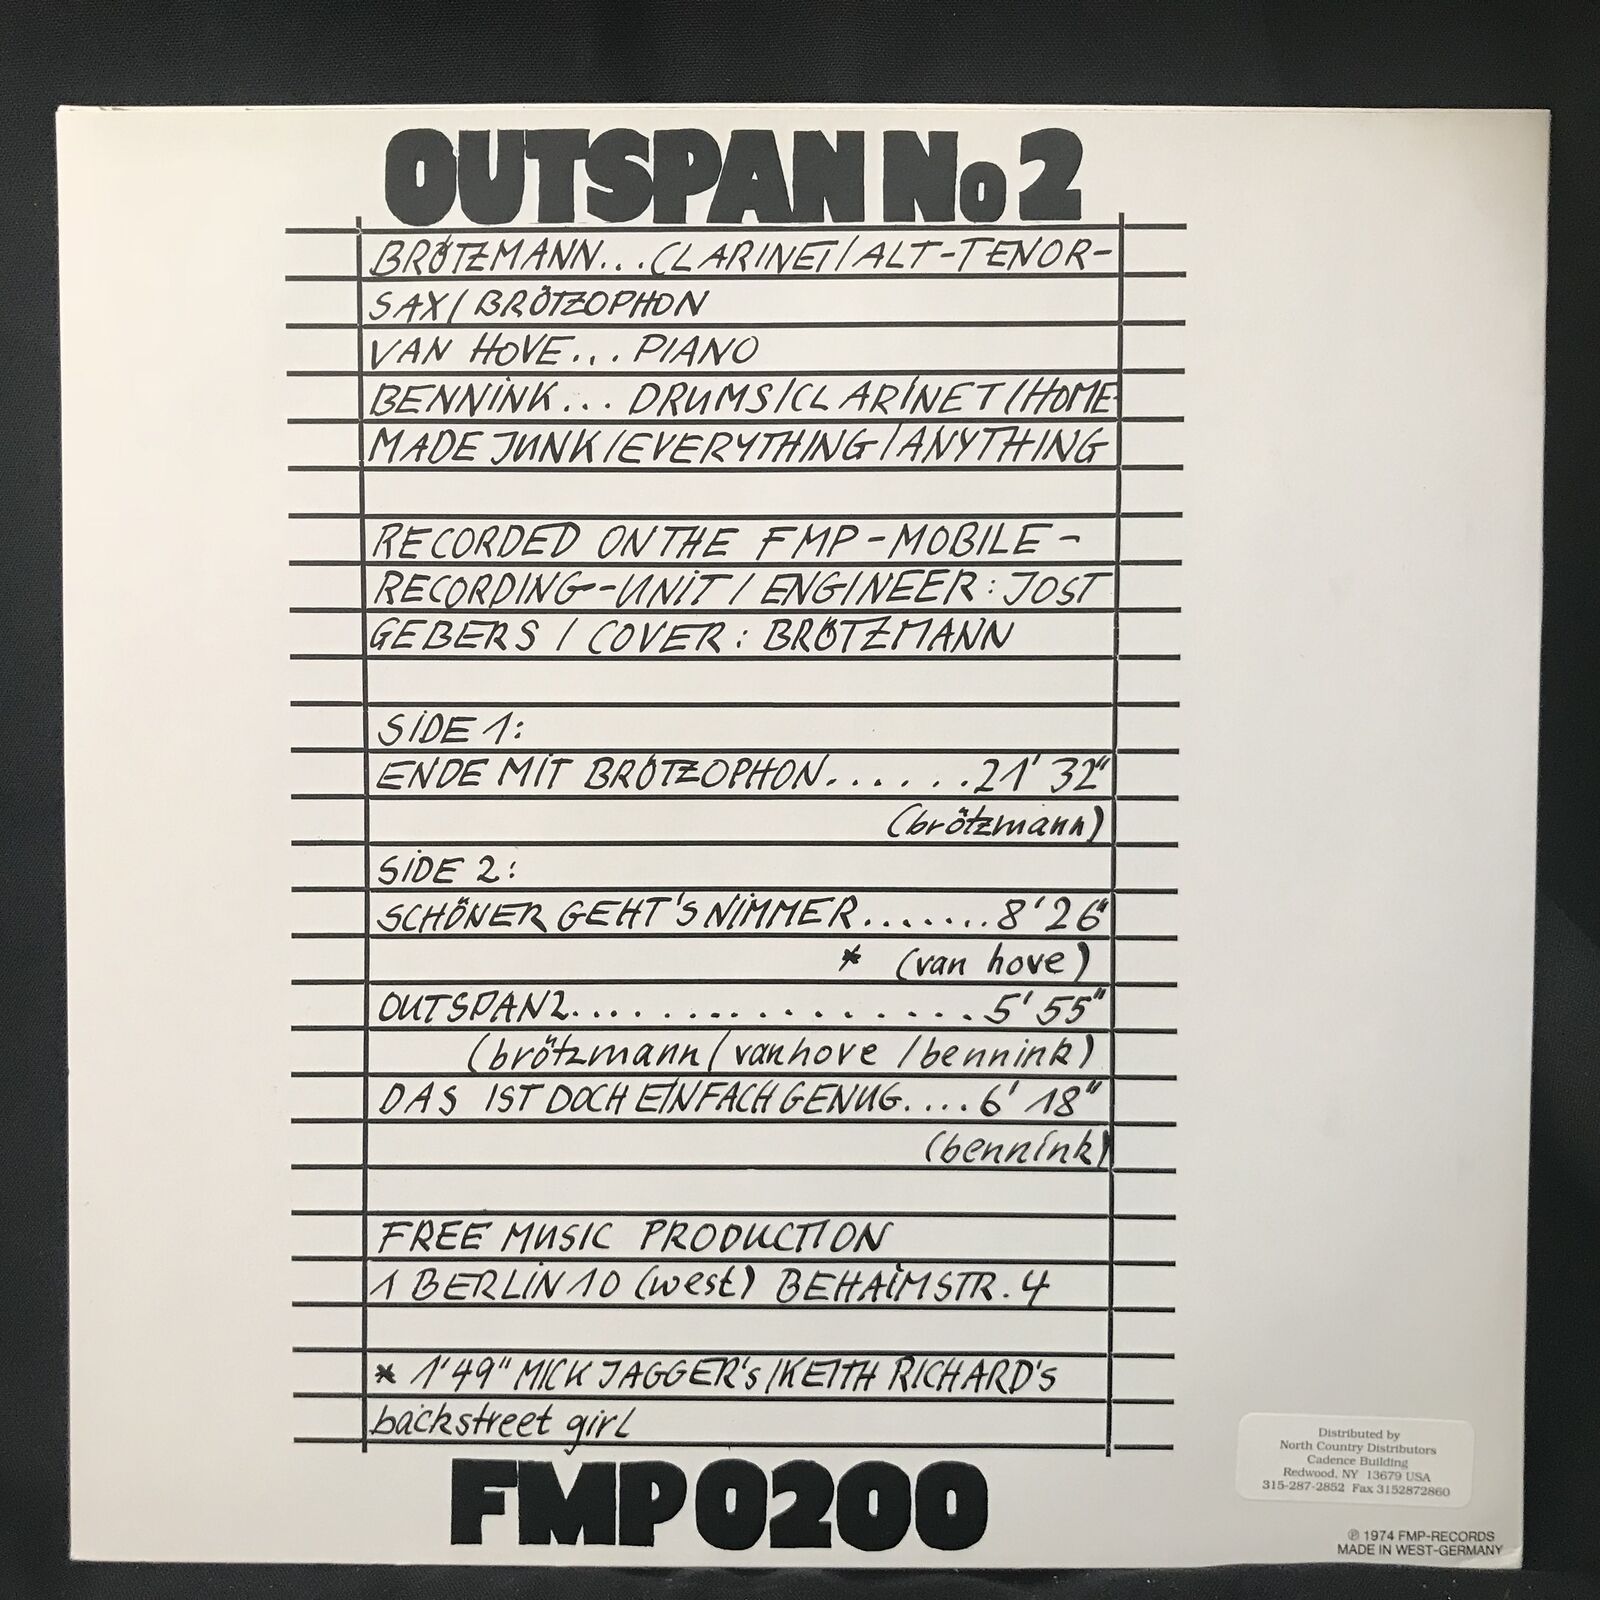 OUTSPAN No 2
BRÖTZMANN...CLARINET/ALT-TENOR-
SAX/BRÖTZOPHON
VAN HOVE... PIANO
BENNINK... DRUMS/CLARINET/HOME-
MADE JUNK/EVERYTHING/ANYTHING
RECORDED ON THE FMP-MOBILE-
RECORDING-UNIT/ENGINEER: JOST
GEBERS / COVER: BRÖTZMANN
SIDE 1:
ENDE MIT BRÖTZOPHON......21'32"
(brötzmann)
SIDE 2:
SCHÖNER GEHT'S NIMMER.......8'26"
* (van hove)
OUTSPAN2................5'55"
(brötzmann/vanhove/bennink)
DAS IST DOCH EINFACH GENUG....6'18"
(bennink)
FREE MUSIC PRODUCTION
1 BERLIN 10 (west) BEHAIMSTR. 4
* 1'49" MICK JAGGER's/KEITH RICHARD's
backstreet girl
FMP 0200
Distributed by
North Country Distributors
Cadence Building
Redwood, NY 13679 USA
315-287-2852 Fax 3152872860
℗ 1974 FMP-RECORDS
MADE IN WEST-GERMANY